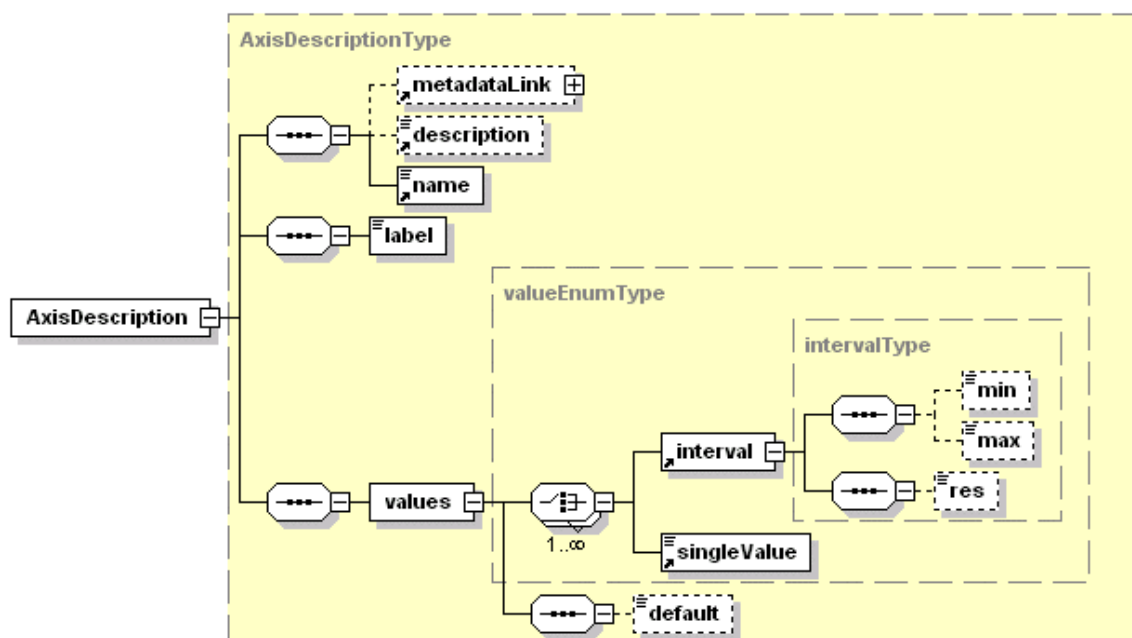 AxisDescriptionType
metadataLink
description
name
label
valueEnumType
AxisDescription
intervalType
min
max
interval
res
values
1..∞
singleValue
default